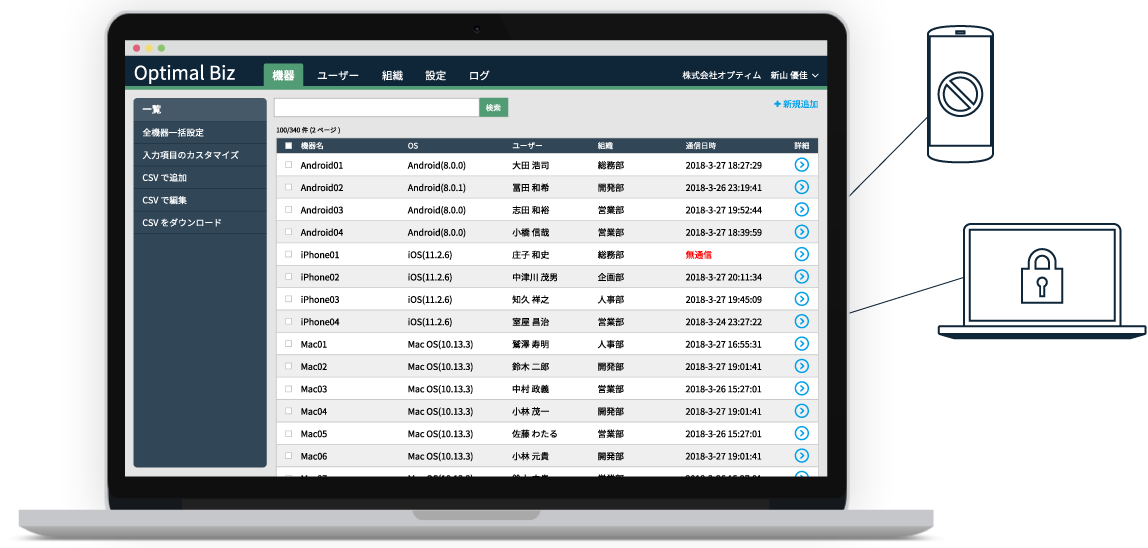 Optimal Biz 機器 ユーザー 組織 設定 ログ 株式会社オプティム 新山 優佳
一覧
全機器一括設定
入力項目のカスタマイズ
CSV で追加
CSV で編集
CSV をダウンロード
検索 + 新規追加
100/340 件 (2 ページ)
機器名 OS ユーザー 組織 通信日時 詳細
Android01 Android(8.0.0) 大田 浩司 総務部 2018-3-27 18:27:29
Android02 Android(8.0.1) 冨田 和希 開発部 2018-3-26 23:19:41
Android03 Android(8.0.0) 志田 和裕 営業部 2018-3-27 19:52:44
Android04 Android(8.0.0) 小橋 信哉 営業部 2018-3-27 18:39:59
iPhone01 iOS(11.2.6) 庄子 和史 総務部 無通信
iPhone02 iOS(11.2.6) 中津川 茂男 企画部 2018-3-27 20:11:34
iPhone03 iOS(11.2.6) 知久 祥之 人事部 2018-3-27 19:45:09
iPhone04 iOS(11.2.6) 室屋 昌治 営業部 2018-3-24 23:27:22
Mac01 Mac OS(10.13.3) 鷲澤 寿明 人事部 2018-3-27 16:55:31
Mac02 Mac OS(10.13.3) 鈴木 二郎 開発部 2018-3-27 19:01:41
Mac03 Mac OS(10.13.3) 中村 政義 営業部 2018-3-26 15:27:01
Mac04 Mac OS(10.13.3) 小林 茂一 開発部 2018-3-27 19:01:41
Mac05 Mac OS(10.13.3) 佐藤 わたる 営業部 2018-3-26 15:27:01
Mac06 Mac OS(10.13.3) 小林 元貴 開発部 2018-3-27 19:01:41